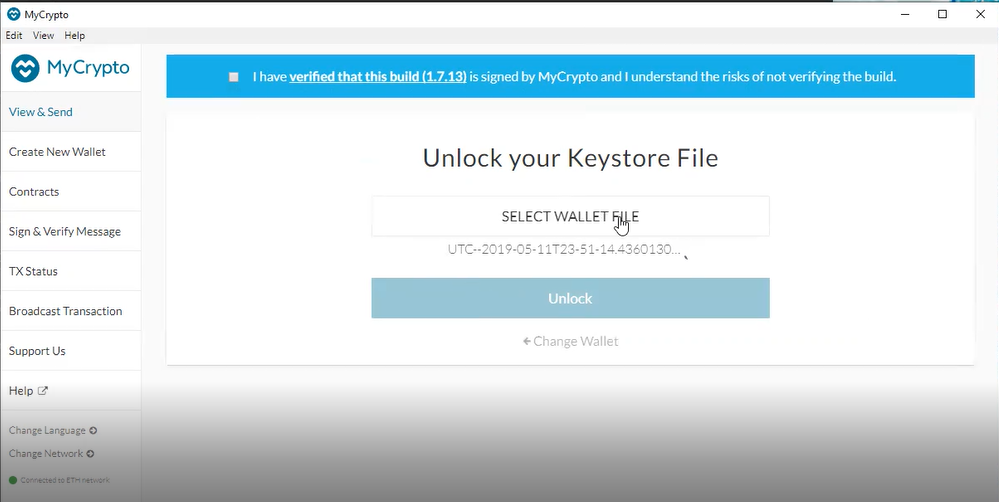 MyCrypto
Edit View Help
MyCrypto
I have verified that this build (1.7.13) is signed by MyCrypto and I understand the risks of not verifying the build.
View & Send
Create New Wallet
Contracts
Sign & Verify Message
TX Status
Broadcast Transaction
Support Us
Help
Change Language
Change Network
Connected to ETH network
Unlock your Keystore File
SELECT WALLET FILE
UTC--2019-05-11T23-51-14.4360130...
Unlock
Change Wallet